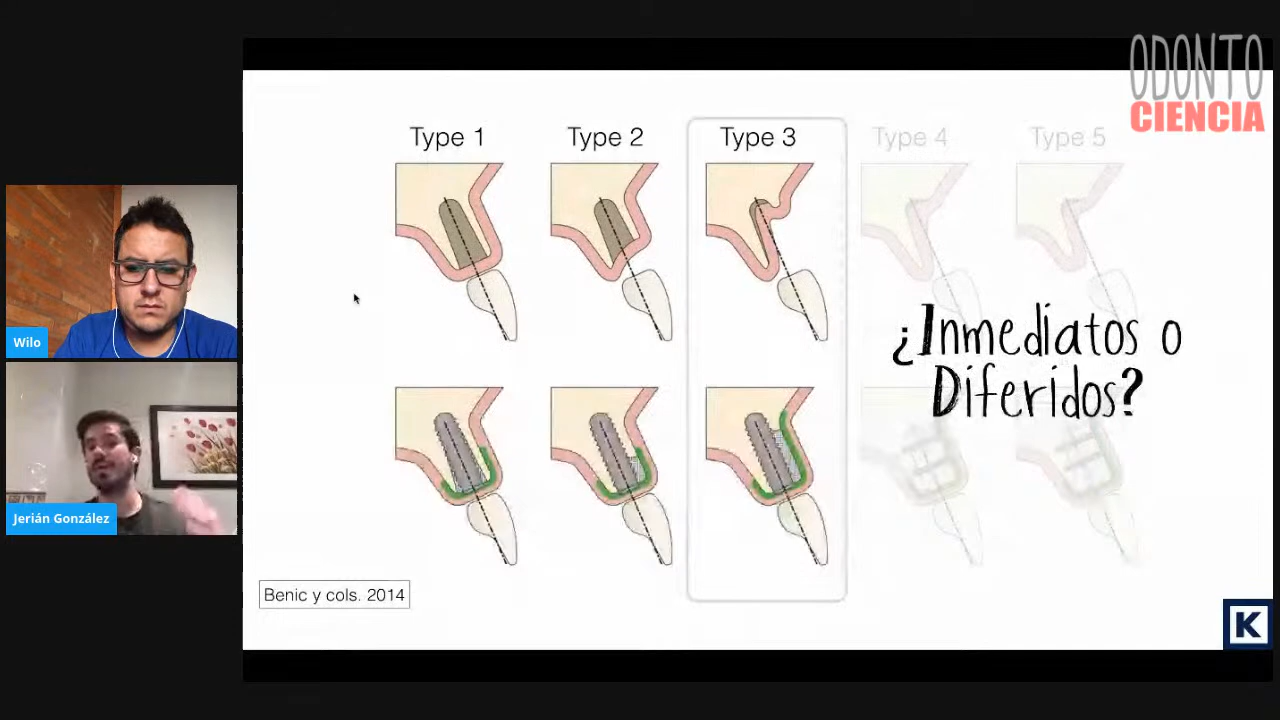 ODONTO
CIENCIA
Type 1
Type 2
Type 3
Type 4
Type 5
¿Inmediatos o
Diferidos?
Wilo
Jerián González
Benic y cols. 2014
K